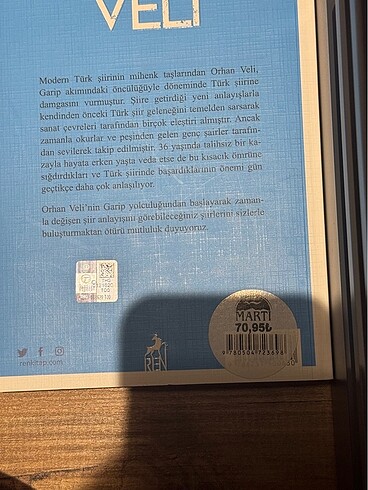 VELİ
Modern Türk şiirinin mihenk taşlarından Orhan Veli,
Garip akımındaki öncülüğüyle döneminde Türk şiirine
damgasını vurmuştur. Şiire getirdiği yeni anlayışlarla
kendinden önceki Türk şiir geleneğini temelden sarsarak
sanat çevreleri tarafından birçok eleştiri almıştır. Ancak
zamanla okurlar ve peşinden gelen genç şairler tarafın-
dan sevilerek takip edilmiştir. 36 yaşında talihsiz bir ka-
zayla hayata erken yaşta veda etse de bu kısacık ömrüne
sığdırdıkları ve Türk şiirinde başardıklarının önemi gün
geçtikçe daha çok anlaşılıyor.
Orhan Veli'nin Garip yolculuğundan başlayarak zaman-
la değişen şiir anlayışını görebileceğiniz şiirlerini sizlerle
buluşturmaktan ötürü mutluluk duyuyoruz.
MARTI
70,95₺
renkitap.com
REN